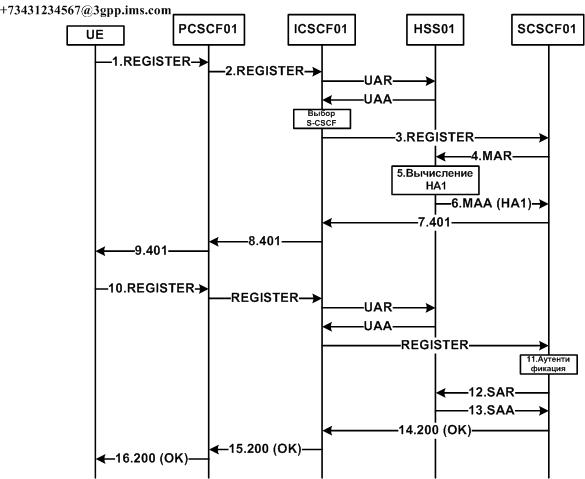 +73431234567@3gpp.ims.com
UE
PCSCF01
ICSCF01
HSS01
SCSCF01
1.REGISTER
2.REGISTER
UAR
UAA
Выбор
S-CSCF
3.REGISTER
4.MAR
5.Вычисление
HA1
6.MAA (HA1)
7.401
8.401
9.401
10.REGISTER
REGISTER
UAR
UAA
REGISTER
11.Аутенти
фикация
12.SAR
13.SAA
14.200 (OK)
15.200 (OK)
16.200 (OK)